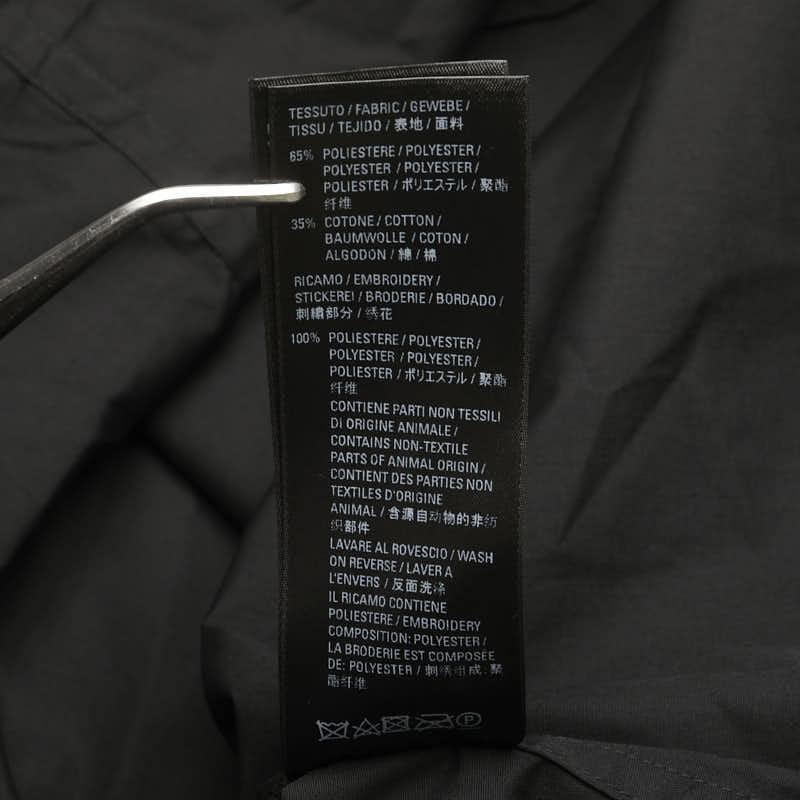 TESSUTO / FABRIC / GEWEBE /
TISSU / TEJIDO / 表地 / 面料
65% POLIESTERE / POLYESTER /
POLYESTER / POLYESTER /
POLIESTER / ポリエステル / 聚酯
纤维
35% COTONE / COTTON /
BAUMWOLLE / COTON /
ALGODON / 綿 / 棉
RICAMO / EMBROIDERY /
STICKEREI / BRODERIE / BORDADO /
刺繍部分 / 绣花
100% POLIESTERE / POLYESTER /
POLYESTER / POLYESTER /
POLIESTER / ポリエステル / 聚酯
纤维
CONTIENE PARTI NON TESSILI
DI ORIGINE ANIMALE /
CONTAINS NON-TEXTILE
PARTS OF ANIMAL ORIGIN /
CONTIENT DES PARTIES NON
TEXTILES D'ORIGINE
ANIMAL / 含源自动物的非纺
织部件
LAVARE AL ROVESCIO / WASH
ON REVERSE / LAVER A
L'ENVERS / 反面洗涤
IL RICAMO CONTIENE
POLIESTERE / EMBROIDERY
COMPOSITION: POLYESTER /
LA BRODERIE EST COMPOSÉE
DE: POLYESTER / 刺绣组成: 聚
酯纤维
P